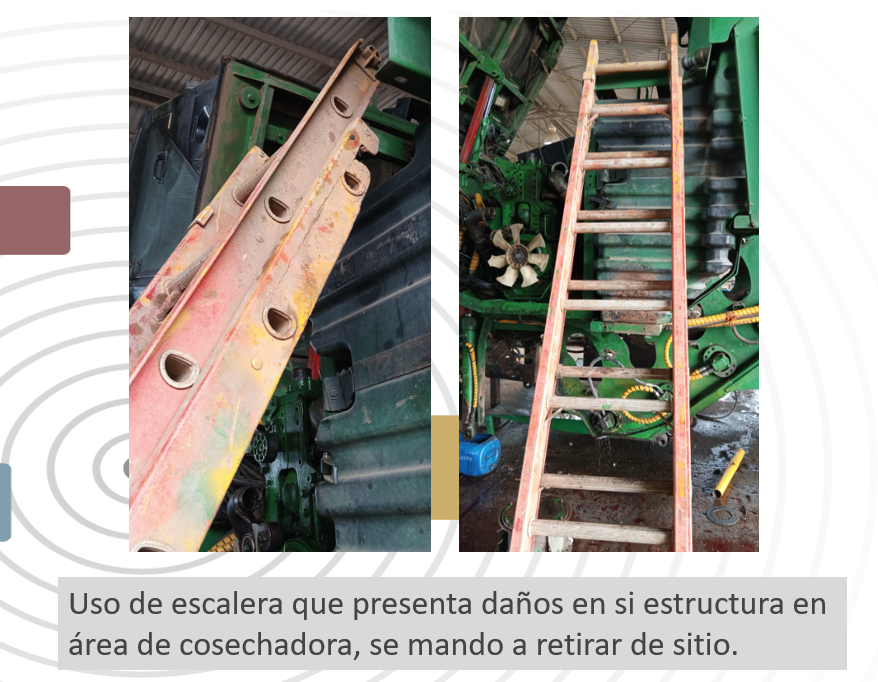 Uso de escalera que presenta daños en si estructura en
área de cosechadora, se mando a retirar de sitio.